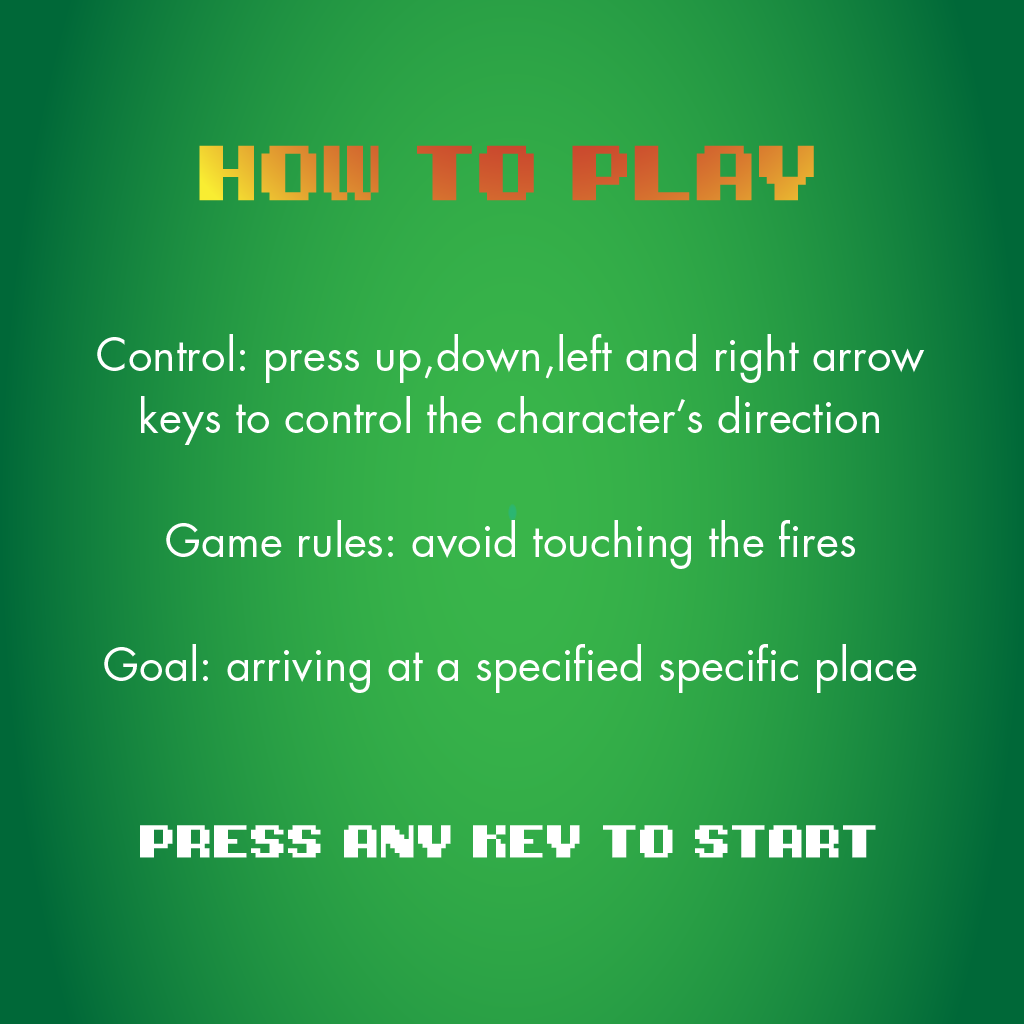 HOW TO PLAY
Control: press up,down,left and right arrow
keys to control the character’s direction
Game rules: avoid touching the fires
Goal: arriving at a specified specific place
PRESS ANY KEY TO START